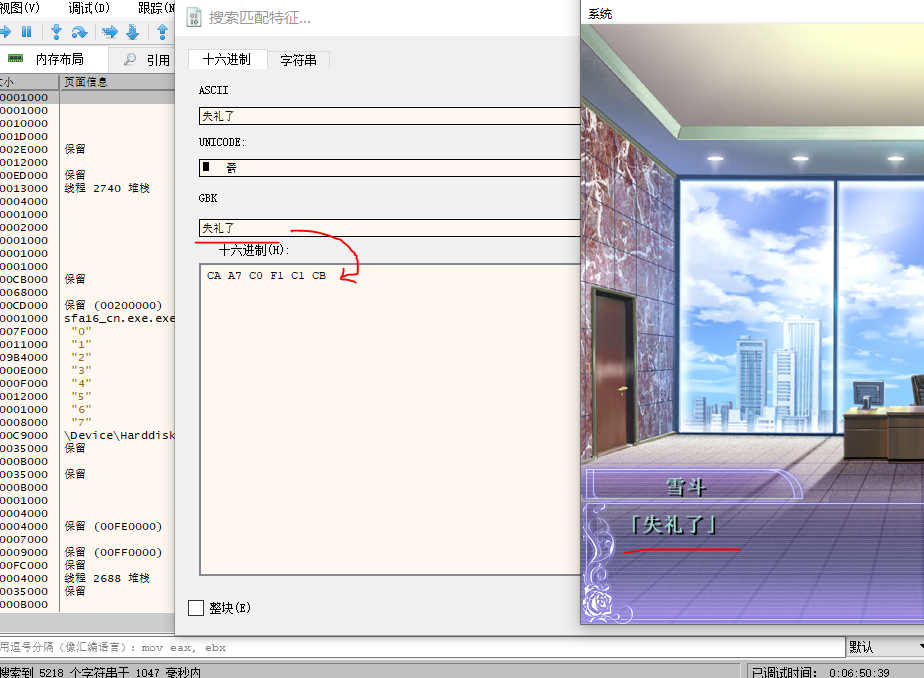 视图(V) 调试(D) 跟踪(N
内存布局 引用
大小 页面信息
0001000
0001000
0010000
001D000
002E000 保留
0012000
00ED000 保留
0013000 线程 2740 堆栈
0004000
0001000
0002000
0001000
0001000
0001000
00CB000 保留
0068000
00CD000 保留 (00200000)
0001000 sfa16_cn.exe.exe
007F000 "0"
0011000 "1"
09B4000 "2"
000E000 "3"
000F000 "4"
0012000 "5"
0001000 "6"
0008000 "7"
00C9000 \Device\Harddisk
0035000 保留
000B000
0035000 保留
000B000
0001000
0004000
0004000 保留 (00FE0000)
0007000
0009000 保留 (00FF0000)
00FC000 保留
0004000 线程 2688 堆栈
0035000 保留
000B000
搜索匹配特征...
十六进制 字符串
ASCII
失礼了
UNICODE:
GBK
失礼了
十六进制(H):
CA A7 C0 F1 C1 CB
整块(E)
系统
雪斗
「失礼了」
用逗号分隔（像汇编语言）: mov eax, ebx
默认
搜索到 5218 个字符串于 1047 毫秒内
已调试时间: 0:06:50:39